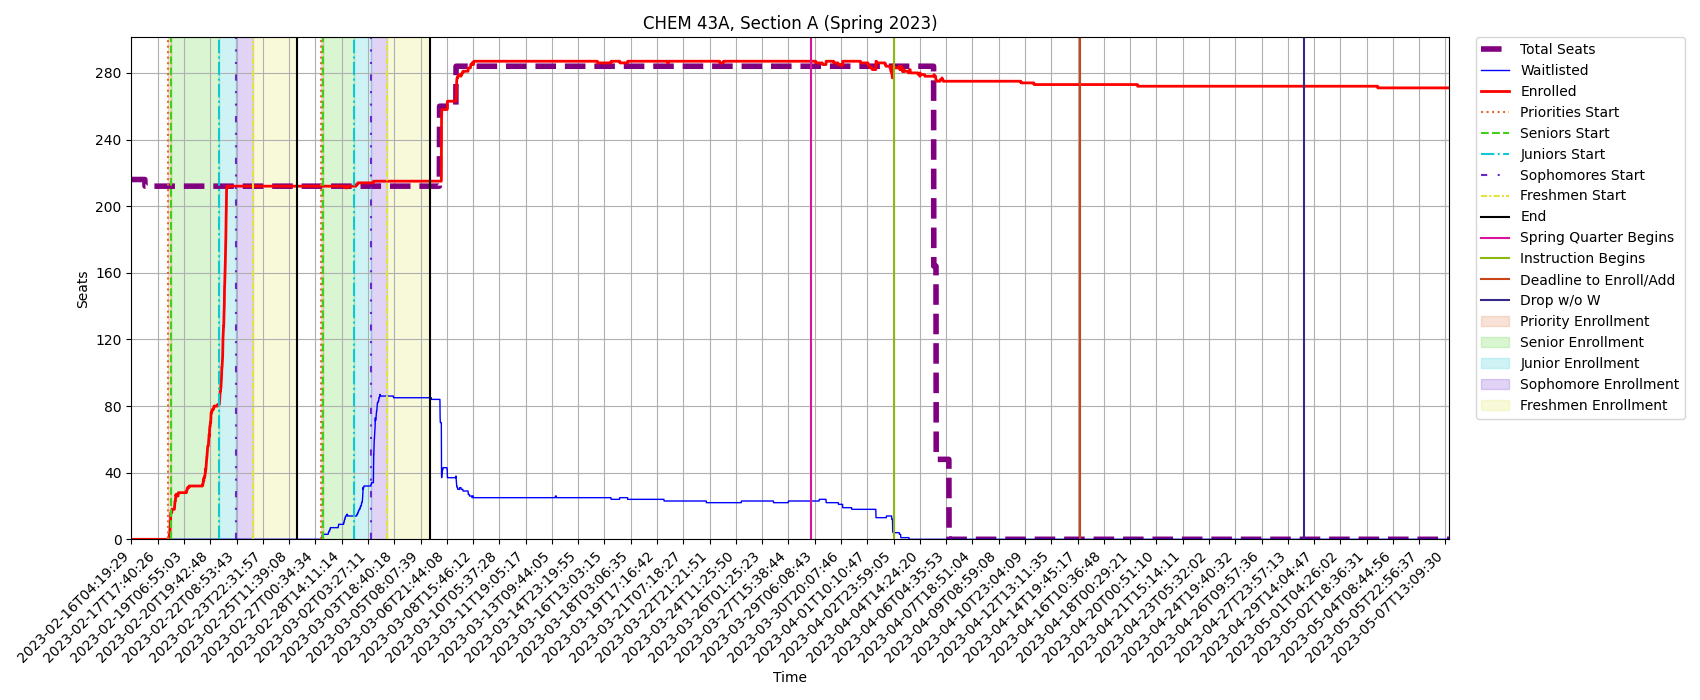 CHEM 43A, Section A (Spring 2023)
Seats
280
240
200
160
120
80
40
0
2023-02-16T04:19:29
2023-02-17T17:40:26
2023-02-19T06:55:03
2023-02-20T19:42:48
2023-02-22T08:53:43
2023-02-23T22:31:57
2023-02-25T11:39:08
2023-02-27T00:34:34
2023-02-28T14:11:14
2023-03-02T03:27:11
2023-03-03T18:40:18
2023-03-05T08:07:39
2023-03-06T21:44:08
2023-03-08T15:46:12
2023-03-10T05:37:28
2023-03-11T19:05:17
2023-03-13T09:44:05
2023-03-14T23:19:55
2023-03-16T13:03:15
2023-03-18T03:06:35
2023-03-19T17:16:42
2023-03-21T07:18:27
2023-03-22T21:21:51
2023-03-24T11:25:50
2023-03-26T01:25:23
2023-03-27T15:38:44
2023-03-29T06:08:43
2023-03-30T20:07:46
2023-04-01T10:10:47
2023-04-02T23:59:05
2023-04-04T14:24:20
2023-04-06T04:35:53
2023-04-07T18:51:04
2023-04-09T08:59:08
2023-04-10T23:04:09
2023-04-12T13:11:35
2023-04-14T19:45:17
2023-04-16T10:36:48
2023-04-18T00:29:21
2023-04-20T00:51:10
2023-04-21T15:14:11
2023-04-23T05:32:02
2023-04-24T19:40:32
2023-04-26T09:57:36
2023-04-27T23:57:13
2023-04-29T14:04:47
2023-05-01T04:26:02
2023-05-02T18:36:31
2023-05-04T08:44:56
2023-05-05T22:56:37
2023-05-07T13:09:30
Time
Total Seats
Waitlisted
Enrolled
Priorities Start
Seniors Start
Juniors Start
Sophomores Start
Freshmen Start
End
Spring Quarter Begins
Instruction Begins
Deadline to Enroll/Add
Drop w/o W
Priority Enrollment
Senior Enrollment
Junior Enrollment
Sophomore Enrollment
Freshmen Enrollment